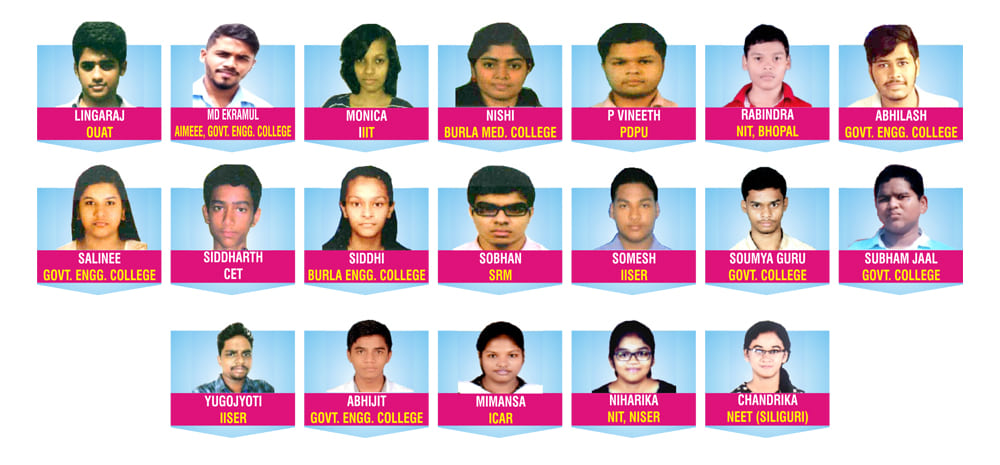 LINGARAJ
OUAT
MD EKRAMUL
AIMEEE, GOVT. ENGG. COLLEGE
MONICA
IIIT
NISHI
BURLA MED. COLLEGE
P VINEETH
PDPU
RABINDRA
NIT, BHOPAL
ABHILASH
GOVT. ENGG. COLLEGE
SALINEE
GOVT. ENGG. COLLEGE
SIDDHARTH
CET
SIDDHI
BURLA ENGG. COLLEGE
SOBHAN
SRM
SOMESH
IISER
SOUMYA GURU
GOVT. COLLEGE
SUBHAM JAAL
GOVT. COLLEGE
YUGOJYOTI
IISER
ABHIJIT
GOVT. ENGG. COLLEGE
MIMANSA
ICAR
NIHARIKA
NIT, NISER
CHANDRIKA
NEET (SILIGURI)